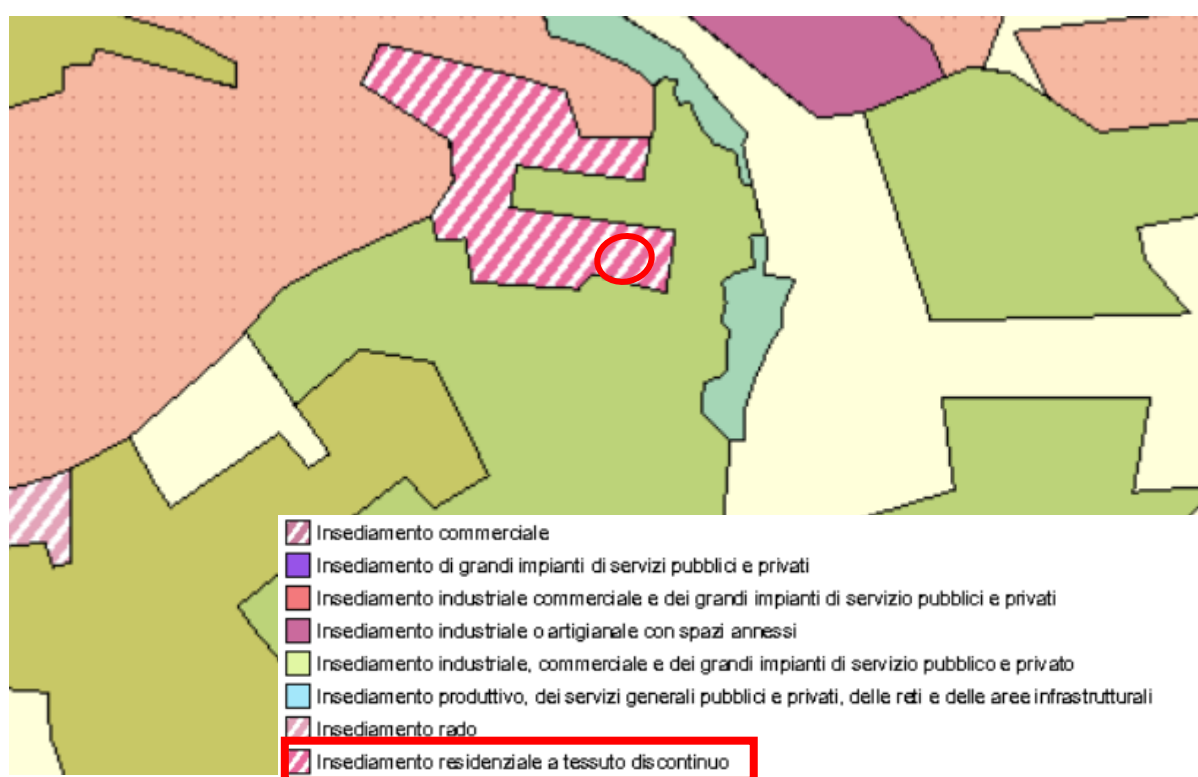 Insediamento commerciale
Insediamento di grandi impianti di servizi pubblici e privati
Insediamento industriale commerciale e dei grandi impianti di servizio pubblici e privati
Insediamento industriale o artigianale con spazi annessi
Insediamento industriale, commerciale e dei grandi impianti di servizio pubblico e privato
Insediamento produttivo, dei servizi generali pubblici e privati, delle reti e delle aree infrastrutturali
Insediamento rado
Insediamento residenziale a tessuto discontinuo